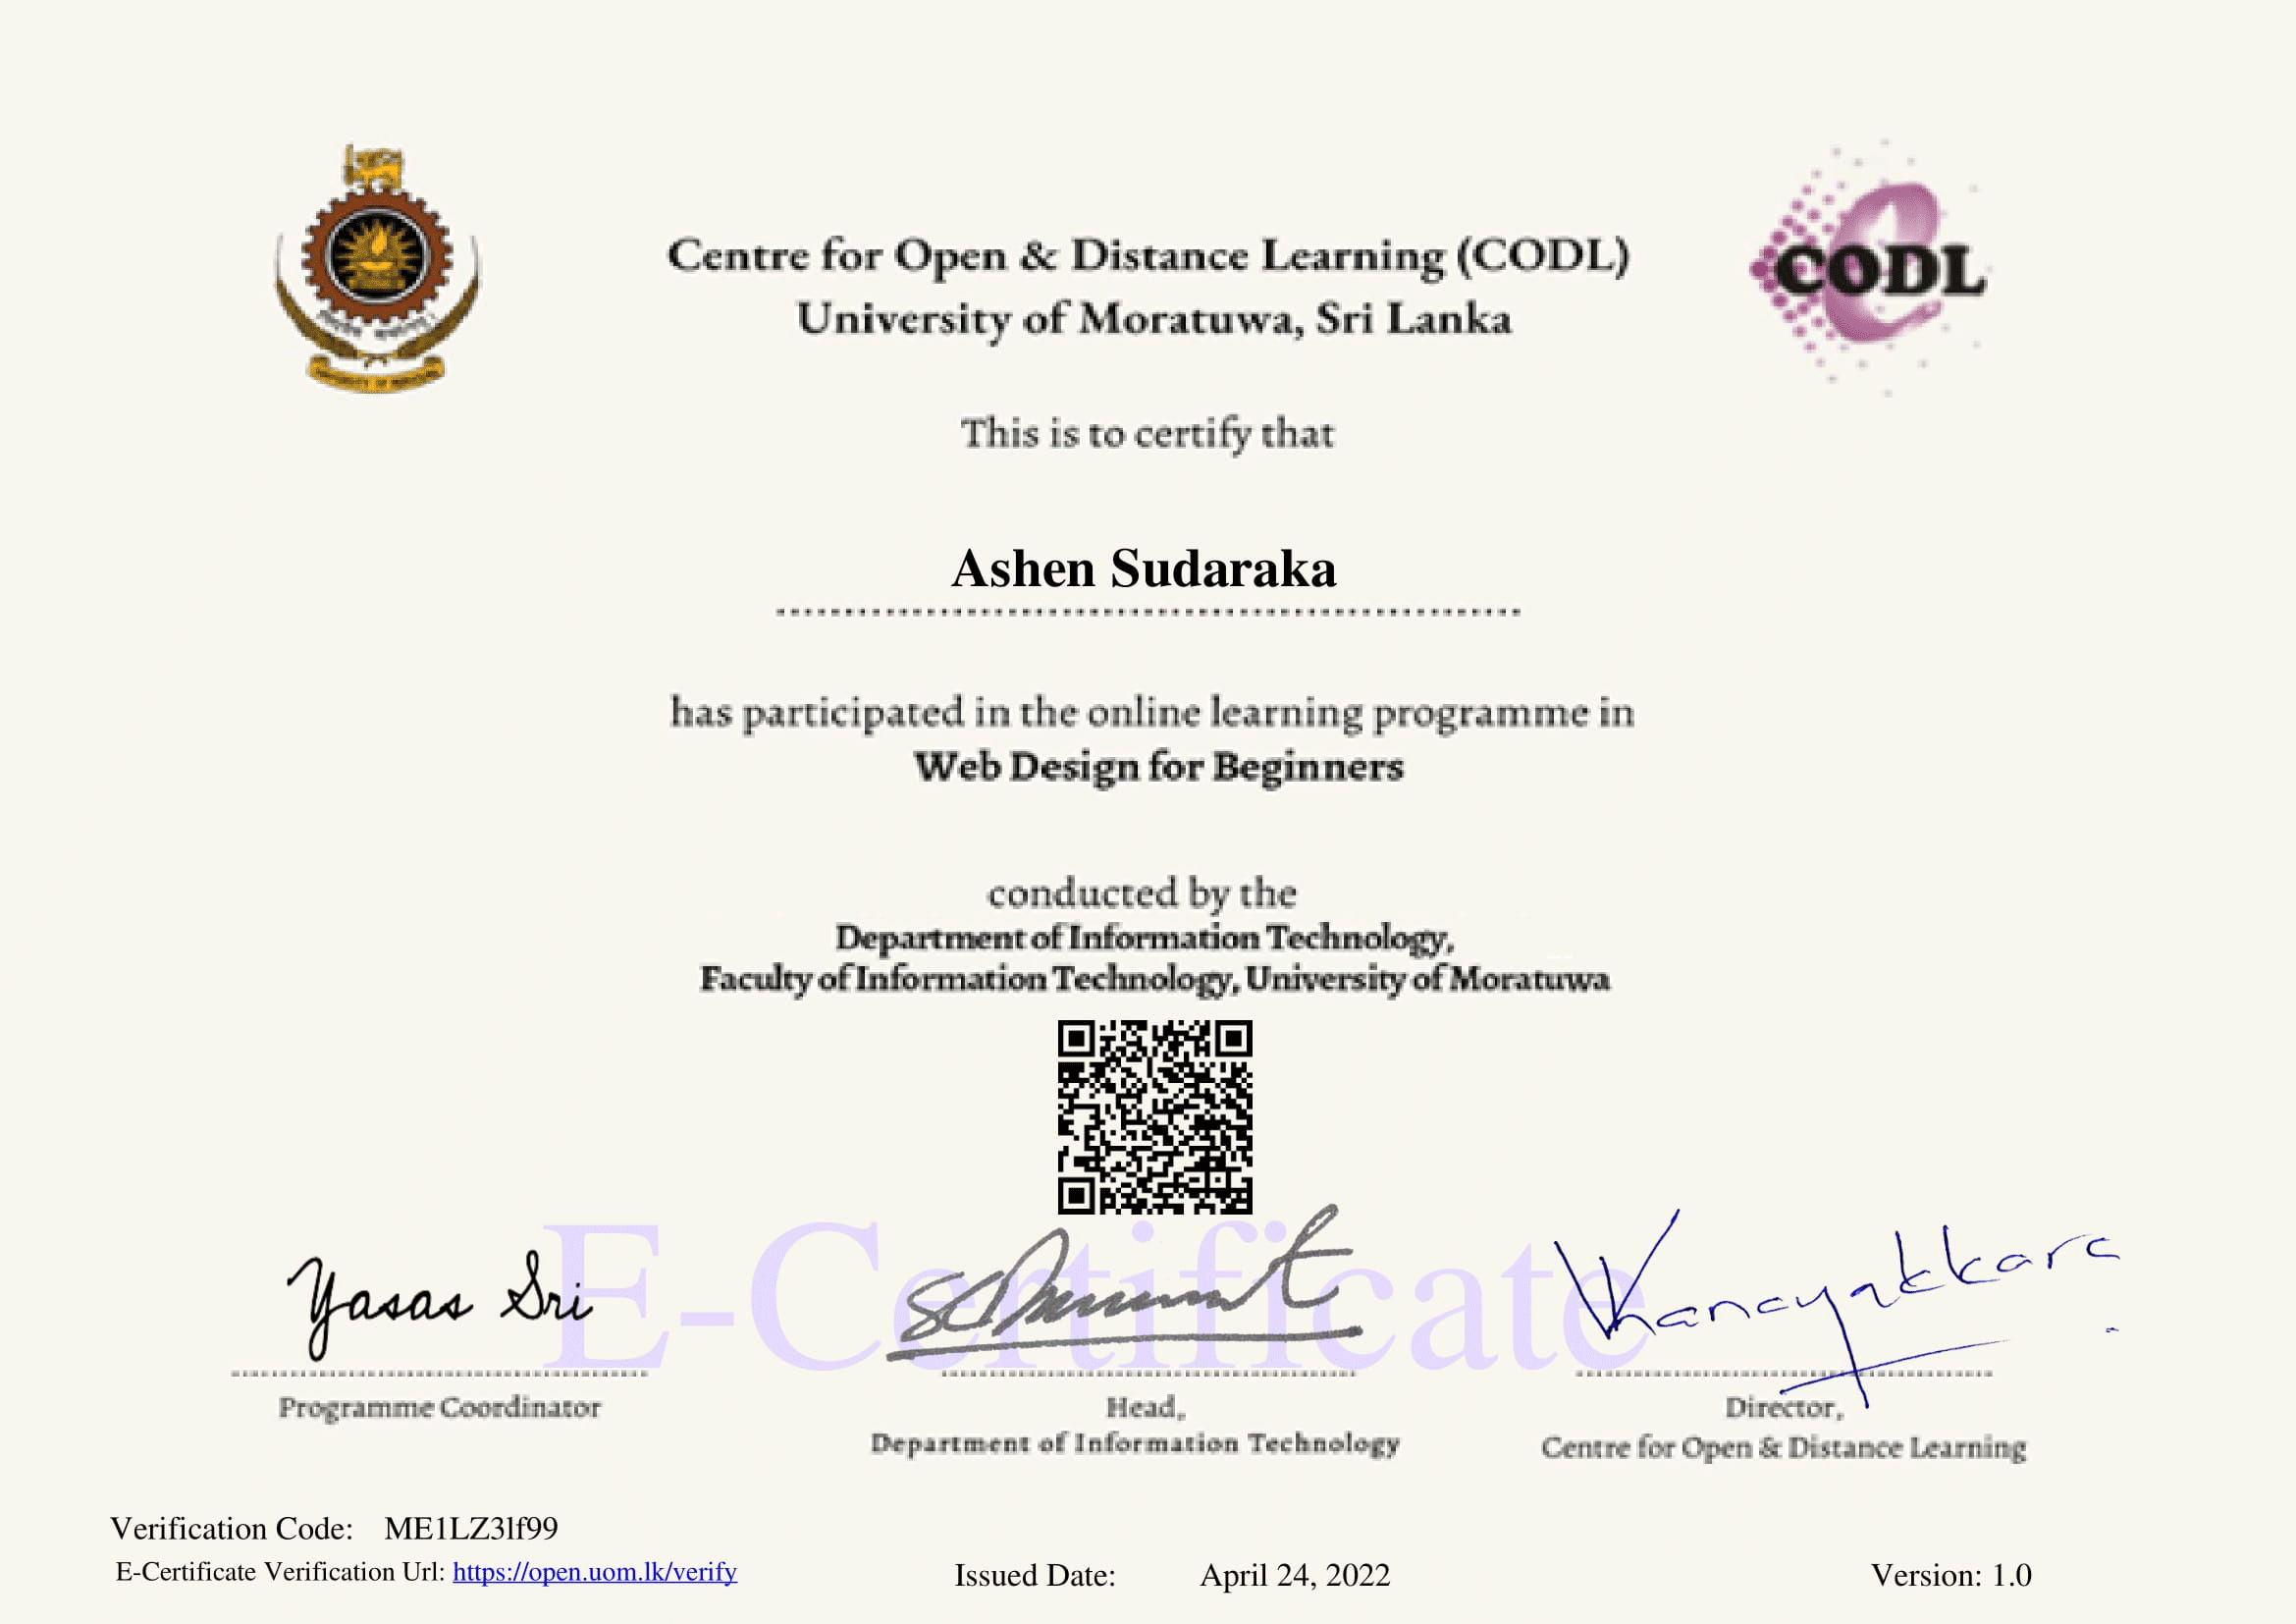 Centre for Open & Distance Learning (CODL)
University of Moratuwa, Sri Lanka
CODL
UNIVERSITY OF MORATUWA
This is to certify that
Ashen Sudaraka
has participated in the online learning programme in
Web Design for Beginners
conducted by the
Department of Information Technology,
Faculty of Information Technology, University of Moratuwa
E-Certificate
Yasas Sri
Programme Coordinator
Head,
Department of Information Technology
Director,
Centre for Open & Distance Learning
Verification Code: ME1LZ3lf99
E-Certificate Verification Url: https://open.uom.lk/verify
Issued Date: April 24, 2022
Version: 1.0